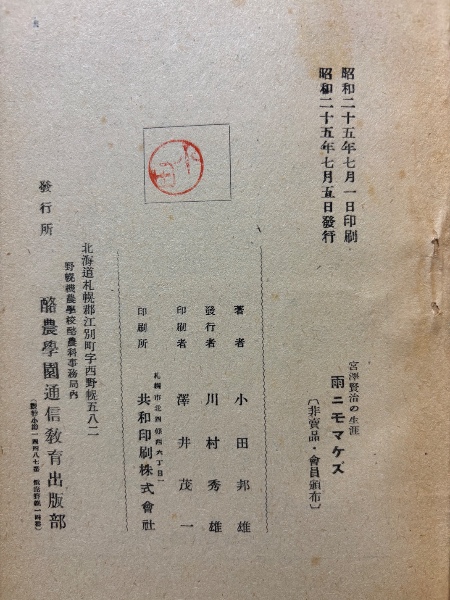 昭和二十五年七月一日印刷
昭和二十五年七月五日發行
宮澤賢治の生涯
雨ニモマケズ
〔非賣品・會員頒布〕
著者 小田邦雄
發行者 川村秀雄
印刷者 澤井茂一
札幌市北四條西六丁目一
印刷所 共和印刷株式會社
小田
北海道札幌郡江別町字西野幌五八二
野幌機農學校酪農科事務局內
發行所 酪農學園通信教育出版部